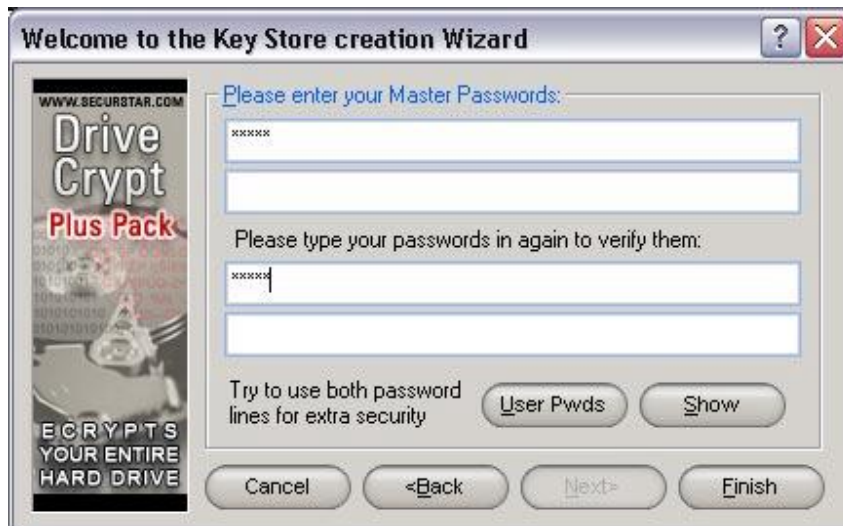 Welcome to the Key Store creation Wizard
?
X
WWW.SECURSTAR.COM
Drive
Crypt
Plus Pack
ECRYPTS
YOUR ENTIRE
HARD DRIVE
Please enter your Master Passwords:
*****
Please type your passwords in again to verify them:
*****
Try to use both password
lines for extra security
User Pwds
Show
Cancel
<Back
Next>
Finish